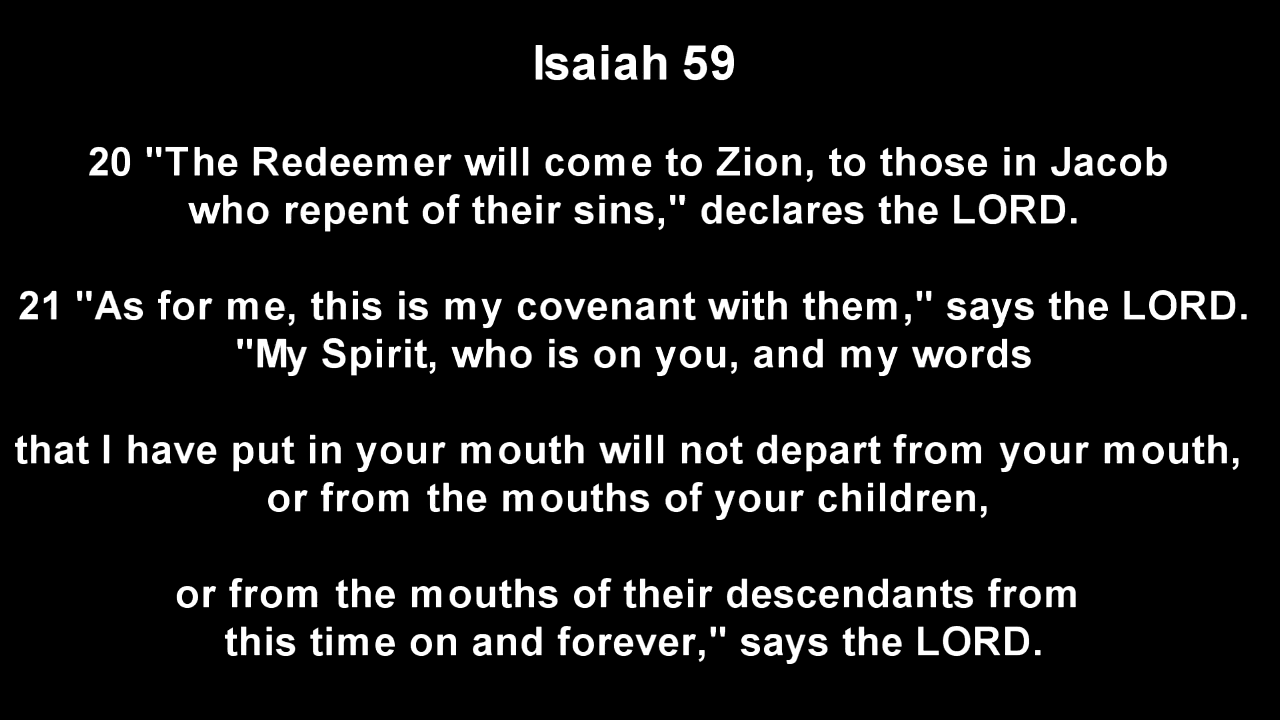 Isaiah 59
20 "The Redeemer will come to Zion, to those in Jacob
who repent of their sins," declares the LORD.
21 "As for me, this is my covenant with them," says the LORD.
"My Spirit, who is on you, and my words
that I have put in your mouth will not depart from your mouth,
or from the mouths of your children,
or from the mouths of their descendants from
this time on and forever," says the LORD.